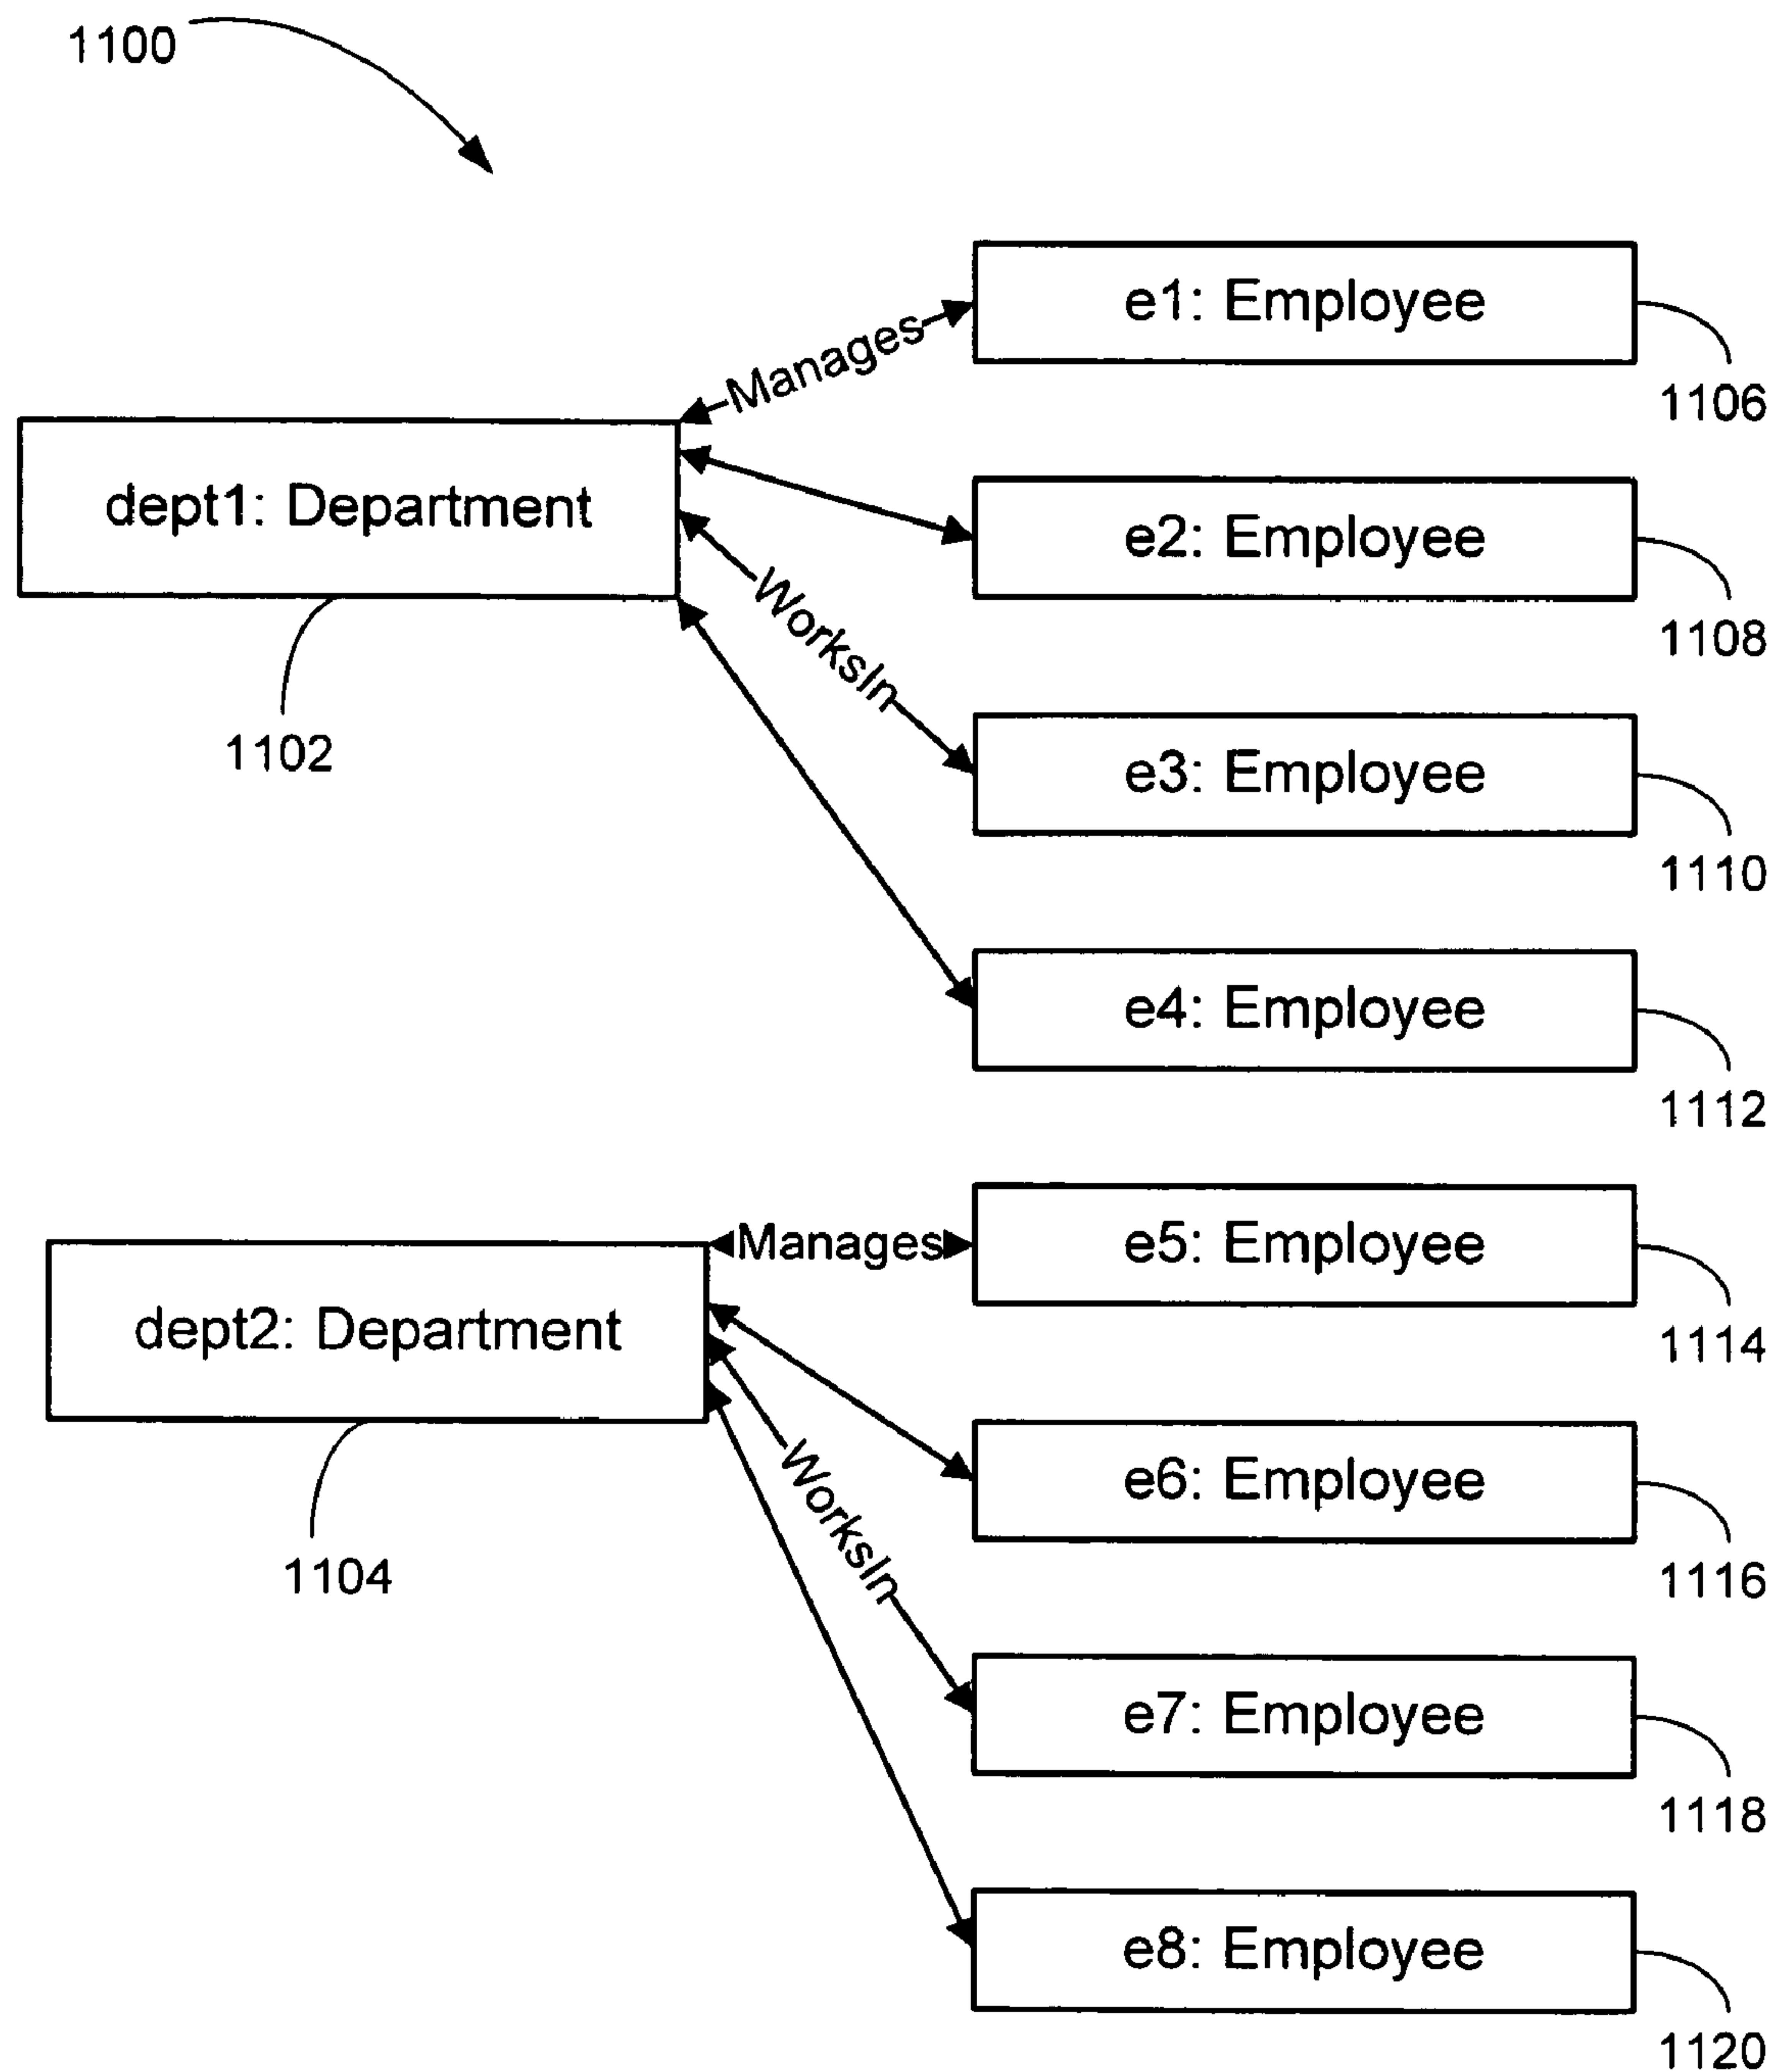 1100
e1: Employee
Manages
1106
dept1: Department
e2: Employee
1108
WorksIn
1102
e3: Employee
1110
e4: Employee
1112
Manages
e5: Employee
dept2: Department
1114
e6: Employee
WorksIn
1104
1116
e7: Employee
1118
e8: Employee
1120